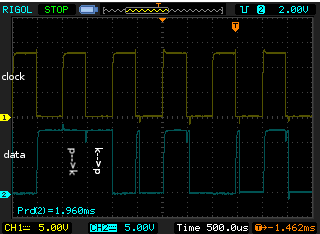 RIGOL STOP T 2 2.00V
T
clock
1
data
p->k
k->p
2
Prd(2)=1.960ms
CH1 5.00V CH2 5.00V Time 500.0us T→-1.462ms